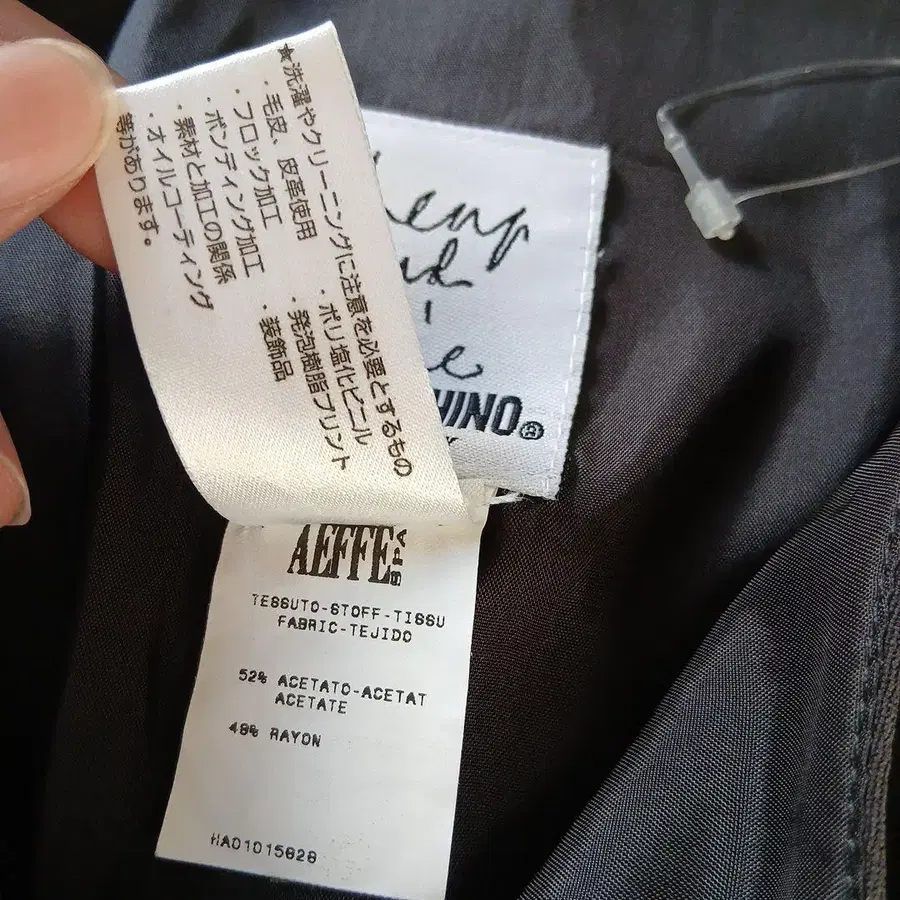 ★洗濯やクリーニングに注意を必要とするもの
・毛皮、皮革使用 ・ポリ塩化ビニール
・フロック加工 ・発泡樹脂プリント
・ボンディング加工 ・装飾品
・素材と加工の関係
・オイルコーティング
等があります。
HINO®
AEFFE SPA
TESSUTO-STOFF-TISSU
FABRIC-TEJIDO
52% ACETATO-ACETAT
ACETATE
48% RAYON
HA01015828